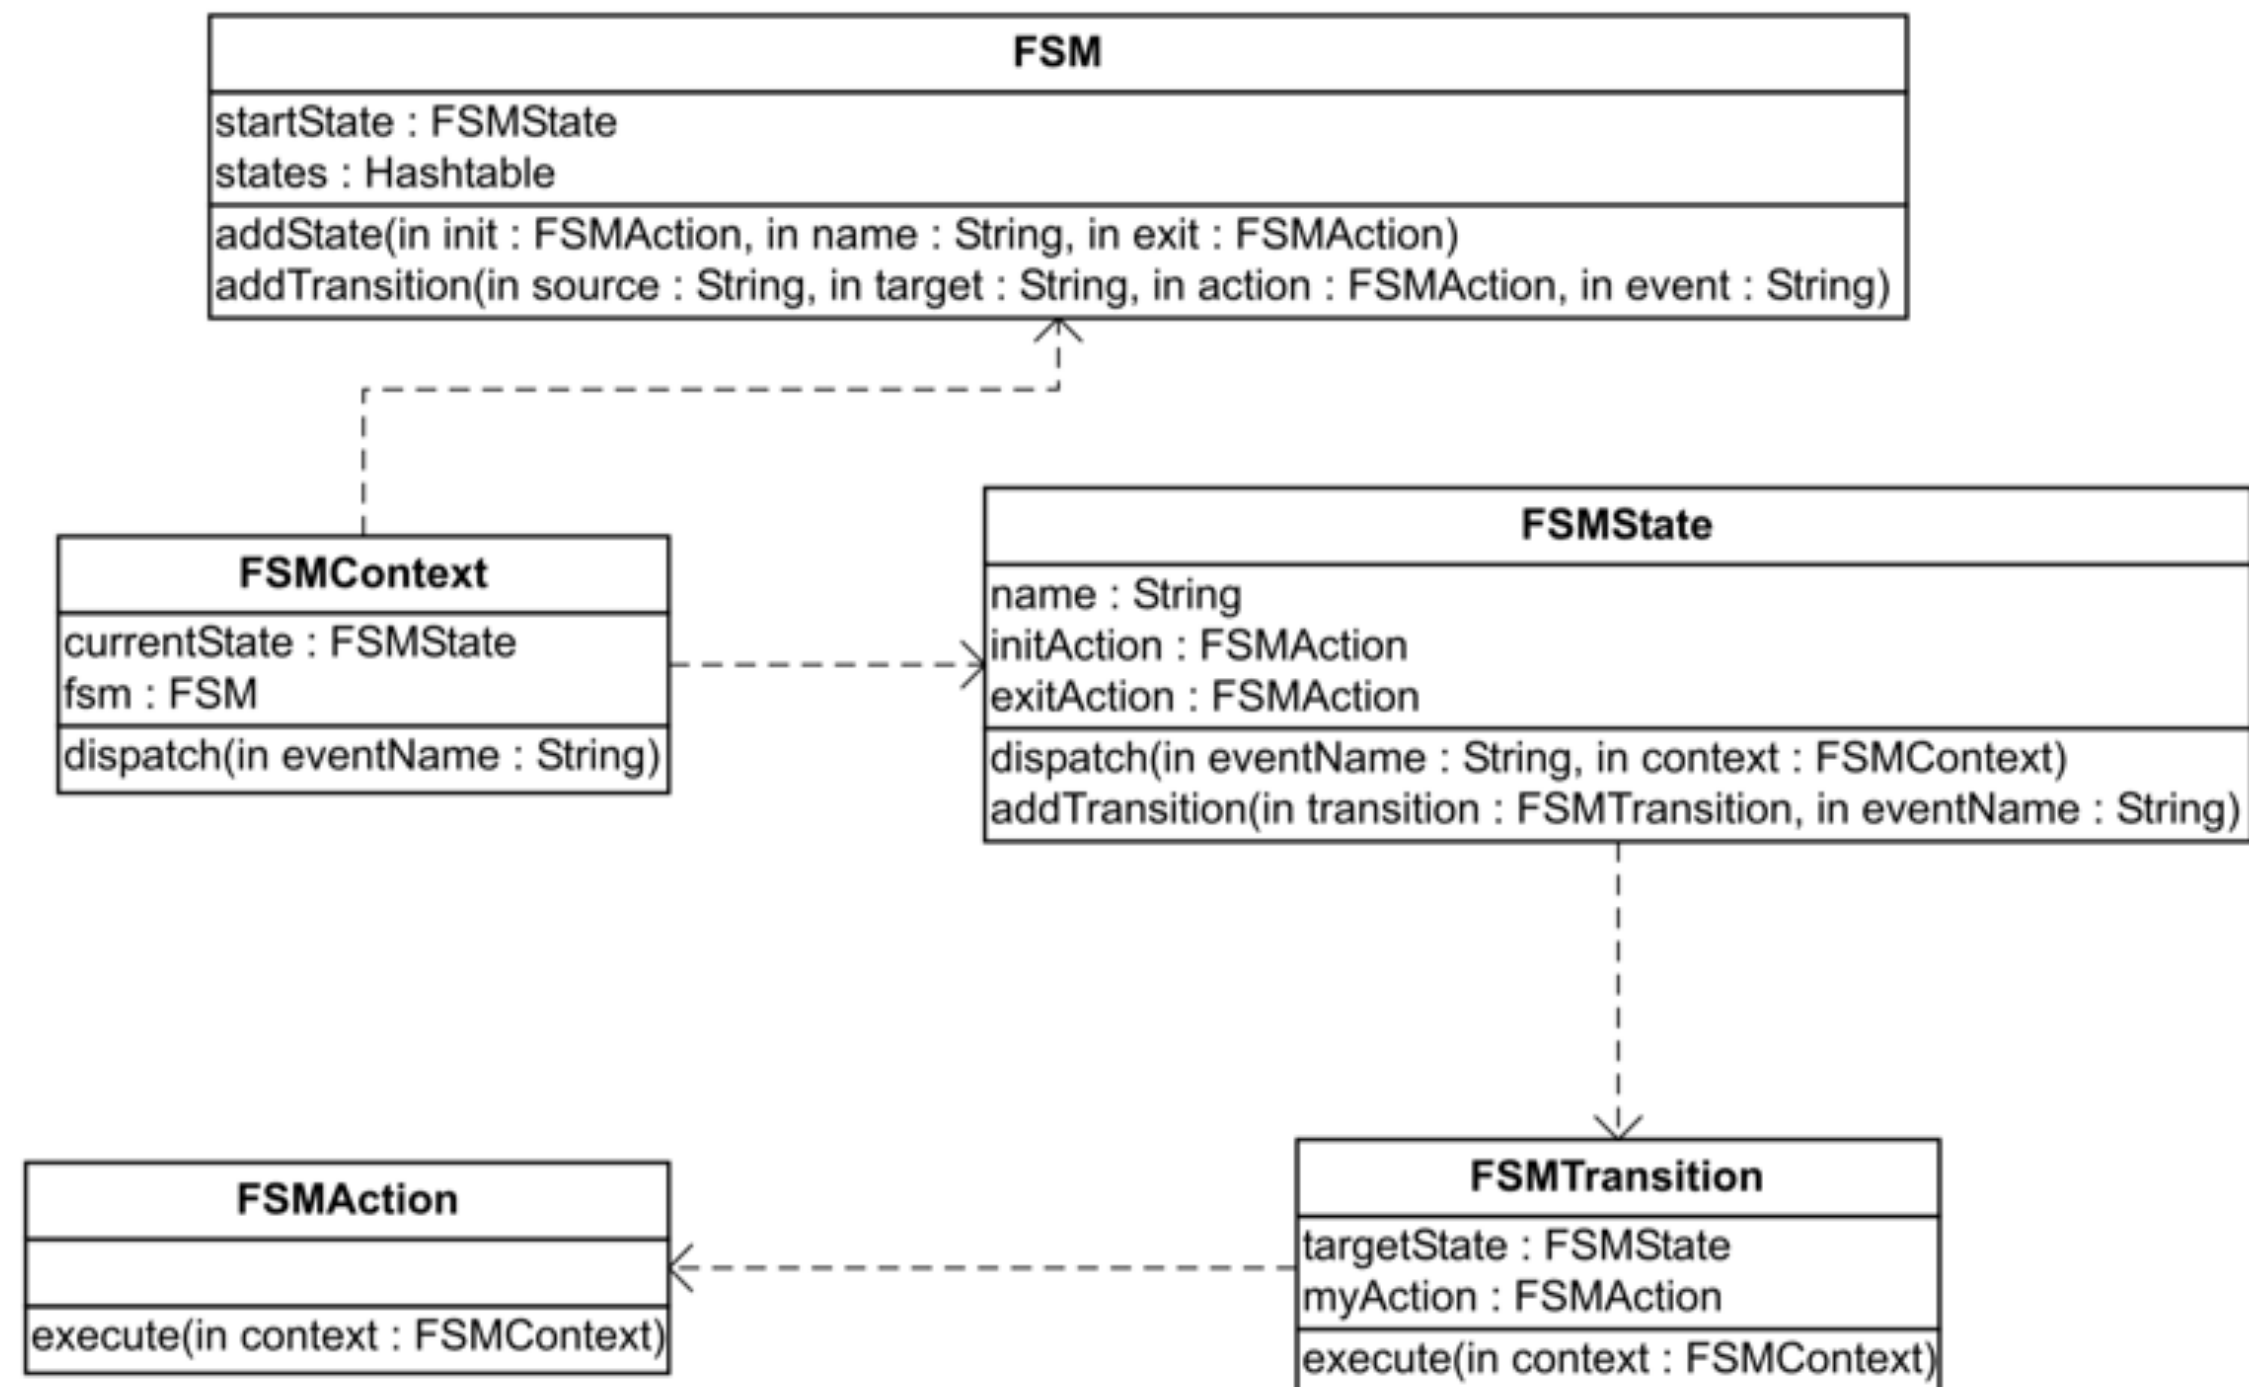 FSM
startState : FSMState
states : Hashtable
addState(in init : FSMAction, in name : String, in exit : FSMAction)
addTransition(in source : String, in target : String, in action : FSMAction, in event : String)
FSMContext
currentState : FSMState
fsm : FSM
dispatch(in eventName : String)
FSMState
name : String
initAction : FSMAction
exitAction : FSMAction
dispatch(in eventName : String, in context : FSMContext)
addTransition(in transition : FSMTransition, in eventName : String)
FSMAction
execute(in context : FSMContext)
FSMTransition
targetState : FSMState
myAction : FSMAction
execute(in context : FSMContext)